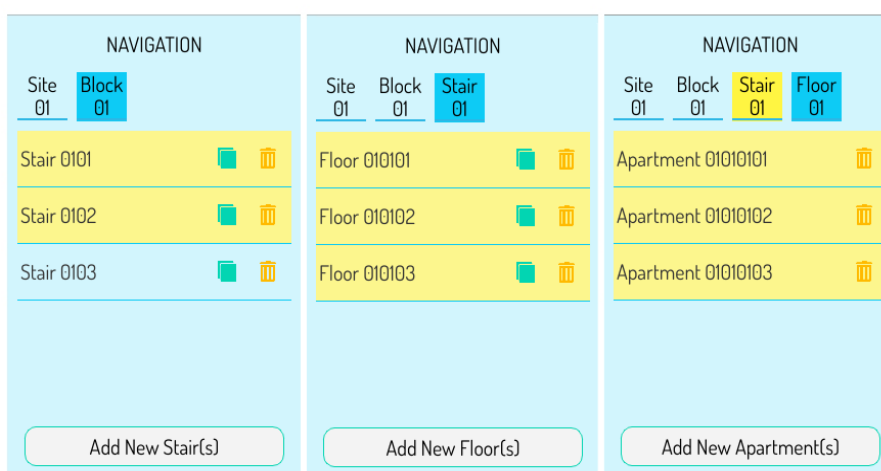 NAVIGATION
Site Block
01 01
Stair 0101
Stair 0102
Stair 0103
Add New Stair(s)
NAVIGATION
Site Block Stair
01 01 01
Floor 010101
Floor 010102
Floor 010103
Add New Floor(s)
NAVIGATION
Site Block Stair Floor
01 01 01 01
Apartment 01010101
Apartment 01010102
Apartment 01010103
Add New Apartment(s)